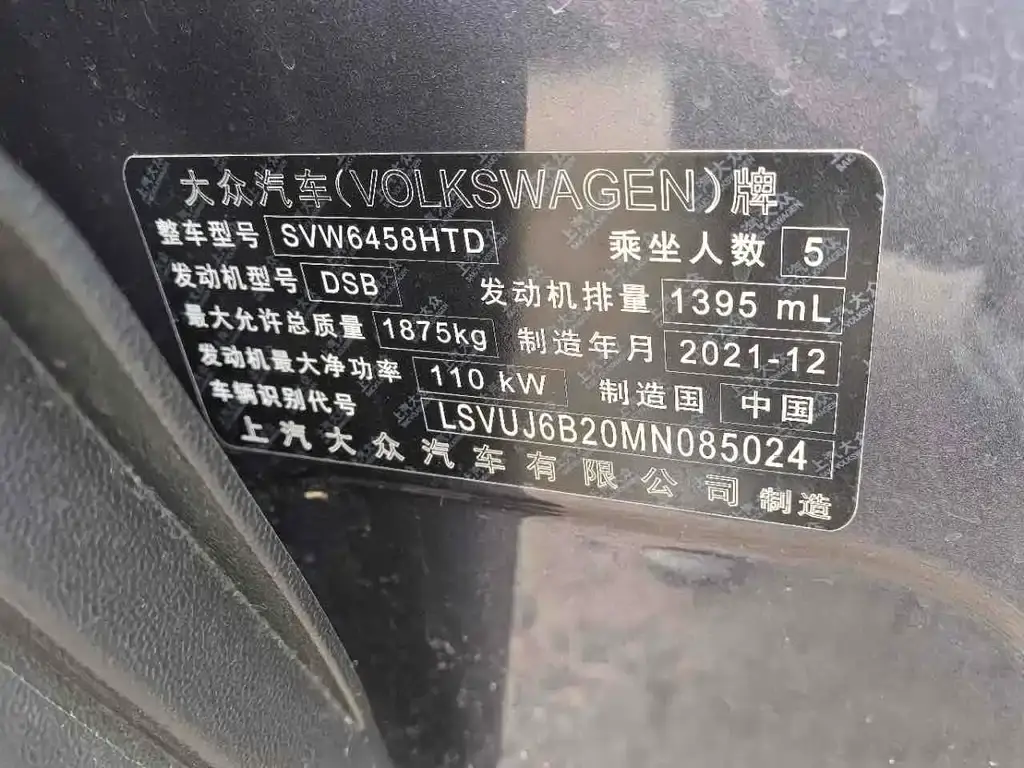 大众汽车(VOLKSWAGEN)牌
整车型号 SVW6458HTD 乘坐人数 5
发动机型号 DSB 发动机排量 1395 mL
最大允许总质量 1875kg 制造年月 2021-12
发动机最大净功率 110 kW 制造国 中国
车辆识别代号 LSVUJ6B20MN085024
上汽大众汽车有限公司制造